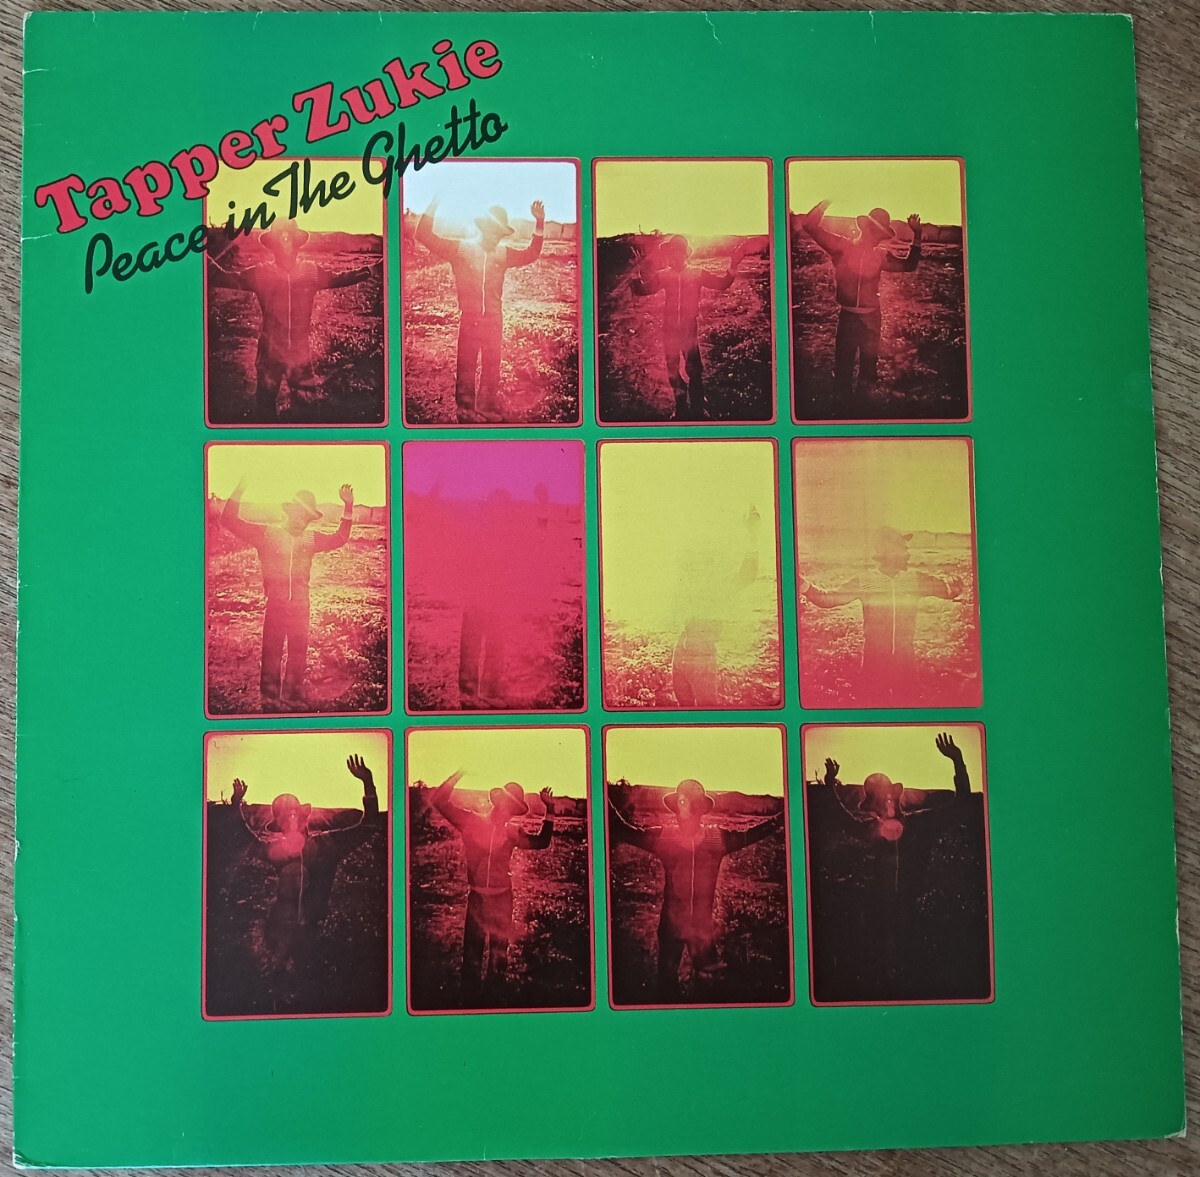 Tapper Zukie
Peace in The Ghetto